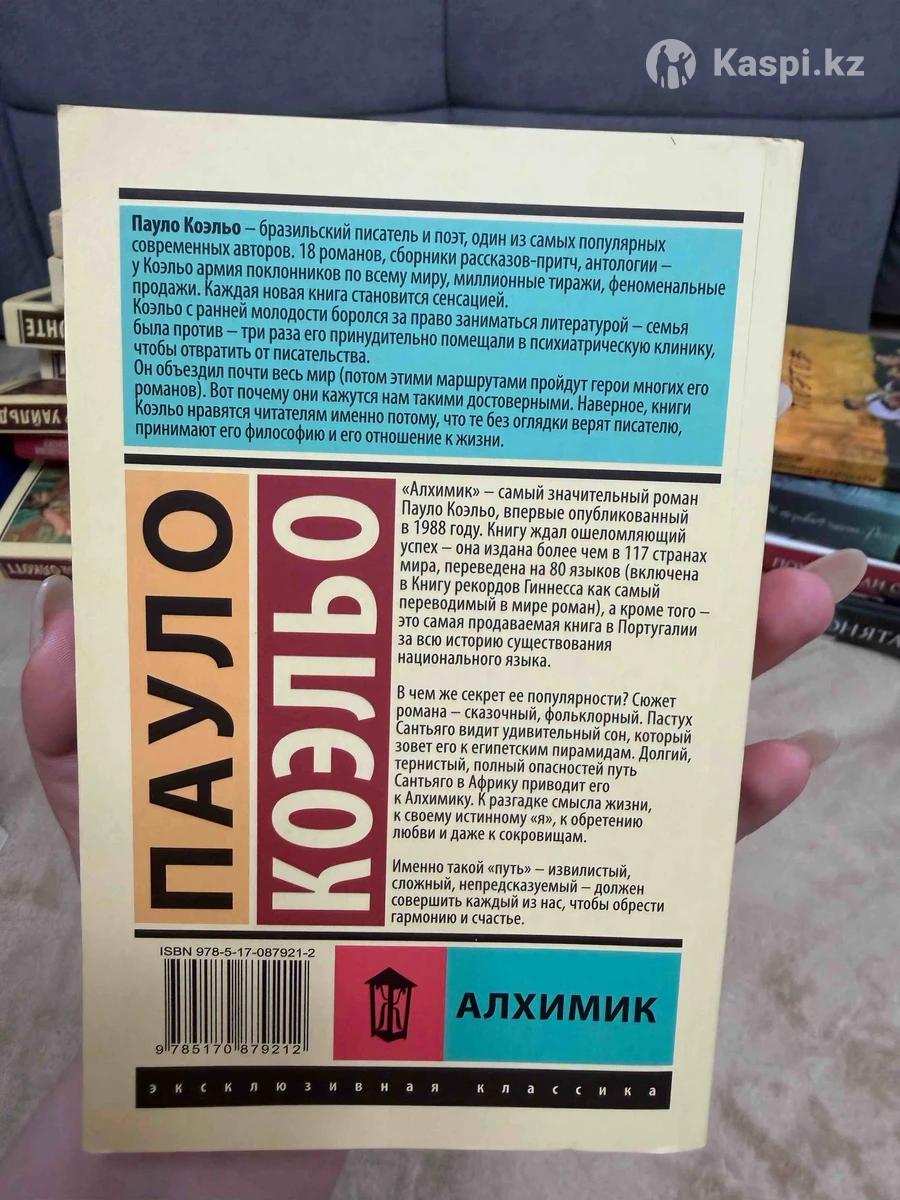 Kaspi.kz
Пауло Коэльо – бразильский писатель и поэт, один из самых популярных
современных авторов. 18 романов, сборники рассказов-притч, антологии –
у Коэльо армия поклонников по всему миру, миллионные тиражи, феноменальные
продажи. Каждая новая книга становится сенсацией.
Коэльо с ранней молодости боролся за право заниматься литературой – семья
была против – три раза его принудительно помещали в психиатрическую клинику,
чтобы отвратить от писательства.
Он объездил почти весь мир (потом этими маршрутами пройдут герои многих его
романов). Вот почему они кажутся нам такими достоверными. Наверное, книги
Коэльо нравятся читателям именно потому, что те без оглядки верят писателю,
принимают его философию и его отношение к жизни.
ПАУЛО
КОЭЛЬО
«Алхимик» – самый значительный роман
Пауло Коэльо, впервые опубликованный
в 1988 году. Книгу ждал ошеломляющий
успех – она издана более чем в 117 странах
мира, переведена на 80 языков (включена
в Книгу рекордов Гиннесса как самый
переводимый в мире роман), а кроме того –
это самая продаваемая книга в Португалии
за всю историю существования
национального языка.
В чем же секрет ее популярности? Сюжет
романа – сказочный, фольклорный. Пастух
Сантьяго видит удивительный сон, который
зовет его к египетским пирамидам. Долгий,
тернистый, полный опасностей путь
Сантьяго в Африку приводит его
к Алхимику. К разгадке смысла жизни,
к своему истинному «я», к обретению
любви и даже к сокровищам.
Именно такой «путь» – извилистый,
сложный, непредсказуемый – должен
совершить каждый из нас, чтобы обрести
гармонию и счастье.
ISBN 978-5-17-087921-2
9 785170 879212
АЛХИМИК
эксклюзивная классика
УАЙЛЬД